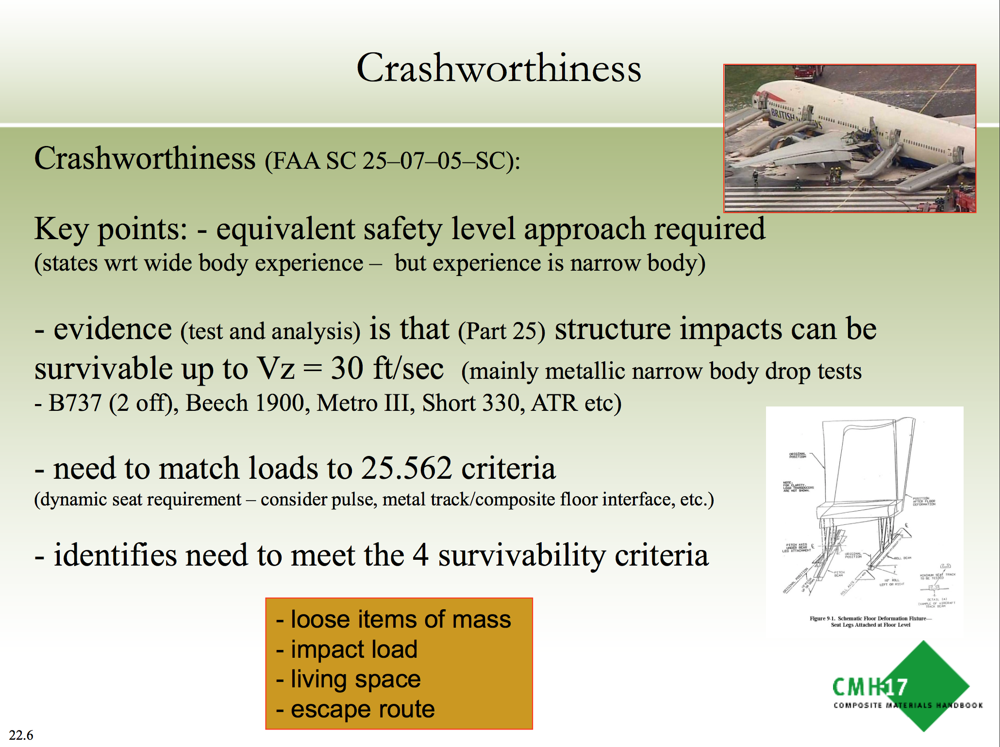 Crashworthiness
BRITISH
Crashworthiness (FAA SC 25–07–05–SC):
Key points: - equivalent safety level approach required
(states wrt wide body experience – but experience is narrow body)
- evidence (test and analysis) is that (Part 25) structure impacts can be
survivable up to Vz = 30 ft/sec (mainly metallic narrow body drop tests
- B737 (2 off), Beech 1900, Metro III, Short 330, ATR etc)
- need to match loads to 25.562 criteria
(dynamic seat requirement – consider pulse, metal track/composite floor interface, etc.)
- identifies need to meet the 4 survivability criteria
- loose items of mass
- impact load
- living space
- escape route
ORIGINAL
POSITION
NOTE:
FOR CLARITY,
LOAD TRANSDUCERS
ARE NOT SHOWN.
POSITION
AFTER FLOOR
DEFORMATION
PITCH AXIS
UNDER REAR
LEG ATTACHMENT
ORIGINAL
POSITION
ROLL BEAM
PITCH
BEAM
ORIGINAL POSITION
10° PITCH
UP OR DOWN
ROLL AXIS
10° ROLL
LEFT OR RIGHT
MINIMUM SEAT TRACK
TO BE TESTED
DETAIL (A)
EXAMPLE OF AIRCRAFT
TRACK BEAM
Figure 9-1. Schematic Floor Deformation Fixture—
Seat Legs Attached at Floor Level
CMH-17
COMPOSITE MATERIALS HANDBOOK
22.6